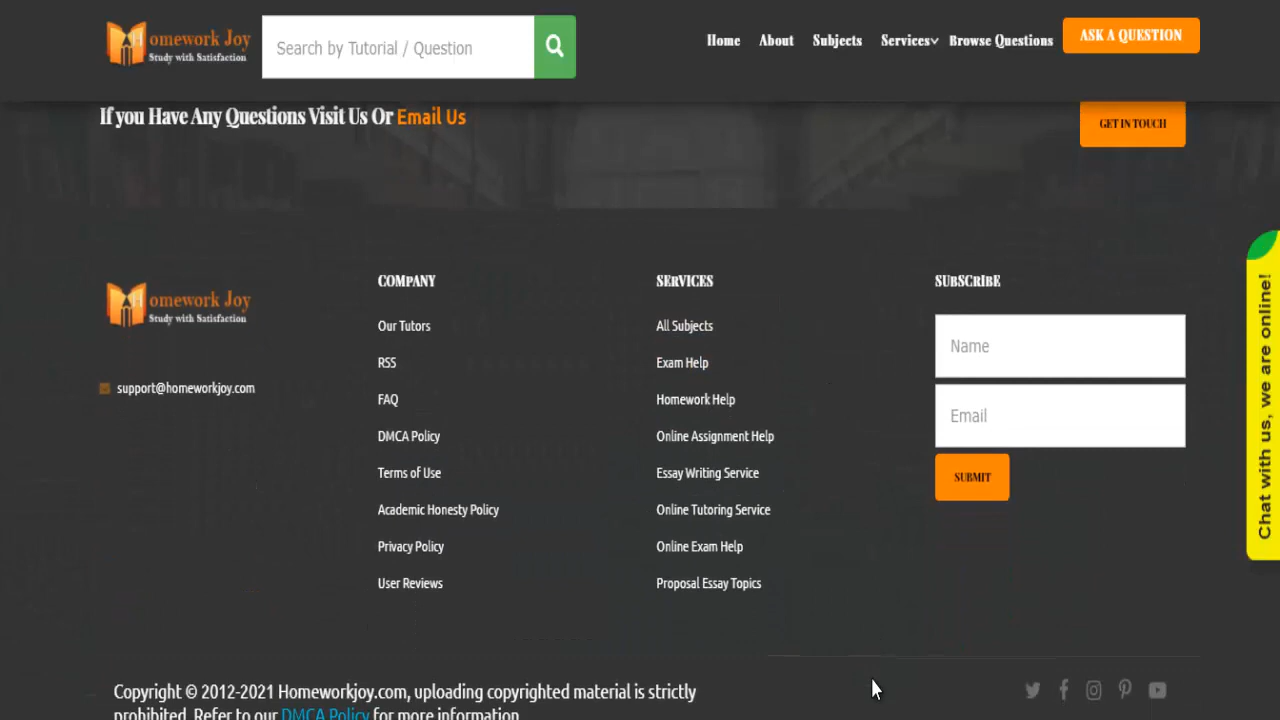 omework Joy
Study with Satisfaction
Search by Tutorial / Question
Home About Subjects Services Browse Questions ASK A QUESTION
If you Have Any Questions Visit Us Or Email Us
GET IN TOUCH
omework Joy
Study with Satisfaction
support@homeworkjoy.com
COMPANY
Our Tutors
RSS
FAQ
DMCA Policy
Terms of Use
Academic Honesty Policy
Privacy Policy
User Reviews
SERVICES
All Subjects
Exam Help
Homework Help
Online Assignment Help
Essay Writing Service
Online Tutoring Service
Online Exam Help
Proposal Essay Topics
SUBSCRIBE
Name
Email
SUBMIT
Chat with us, we are online!
Copyright © 2012-2021 Homeworkjoy.com, uploading copyrighted material is strictly
prohibited. Refer to our DMCA Policy for more information